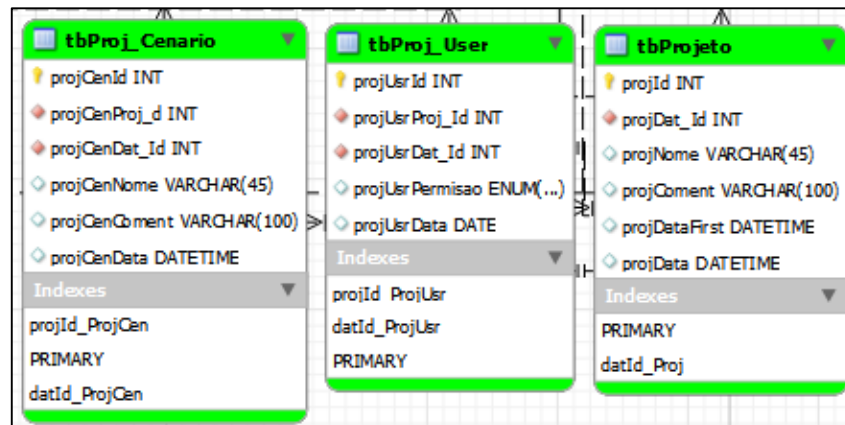 tbProj_Cenario
projCenId INT
projCenProj_d INT
projCenDat_Id INT
projCenNome VARCHAR(45)
projCenComent VARCHAR(100)
projCenData DATETIME
Indexes
projId_ProjCen
PRIMARY
datId_ProjCen
tbProj_User
projUsrId INT
projUsrProj_Id INT
projUsrDat_Id INT
projUsrPermisao ENUM(...)
projUsrData DATE
Indexes
projId_ProjUsr
datId_ProjUsr
PRIMARY
tbProjeto
projId INT
projDat_Id INT
projNome VARCHAR(45)
projComent VARCHAR(100)
projDataFirst DATETIME
projData DATETIME
Indexes
PRIMARY
datId_Proj